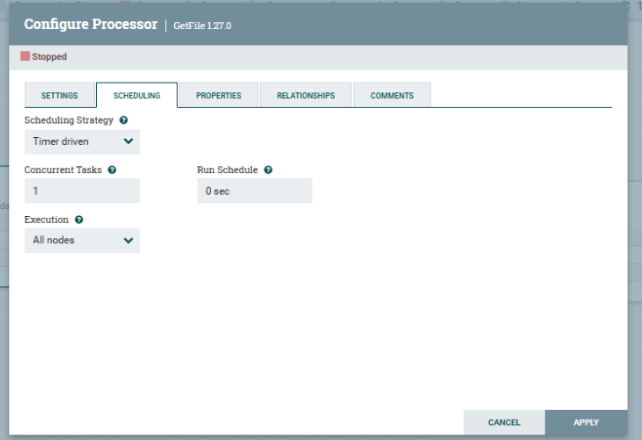 Configure Processor | GetFile 1.27.0
Stopped
SETTINGS SCHEDULING PROPERTIES RELATIONSHIPS COMMENTS
Scheduling Strategy
Timer driven
Concurrent Tasks Run Schedule
1 0 sec
Execution
All nodes
CANCEL APPLY